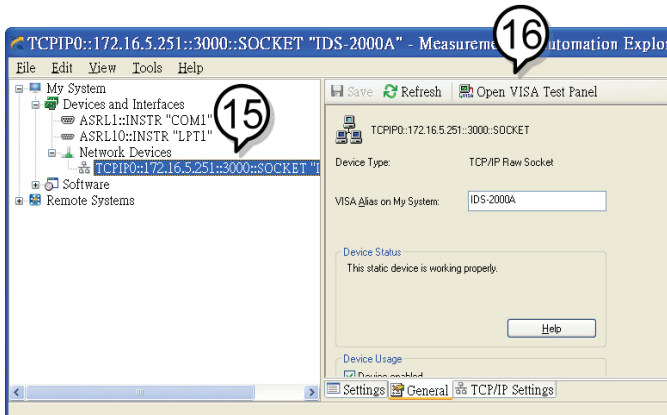 TCPIP0::172.16.5.251::3000::SOCKET "IDS-2000A" - Measurement Automation Explo
16
File Edit View Tools Help
My System
Devices and Interfaces
ASRL1::INSTR "COM1"
ASRL10::INSTR "LPT1"
Network Devices
TCPIP0::172.16.5.251::3000::SOCKET "I
Software
Remote Systems
15
Save Refresh Open VISA Test Panel
TCPIP0::172.16.5.251::3000::SOCKET
Device Type: TCP/IP Raw Socket
VISA Alias on My System: IDS-2000A
Device Status
This static device is working properly.
Help
Device Usage
Device enabled
Settings General TCP/IP Settings